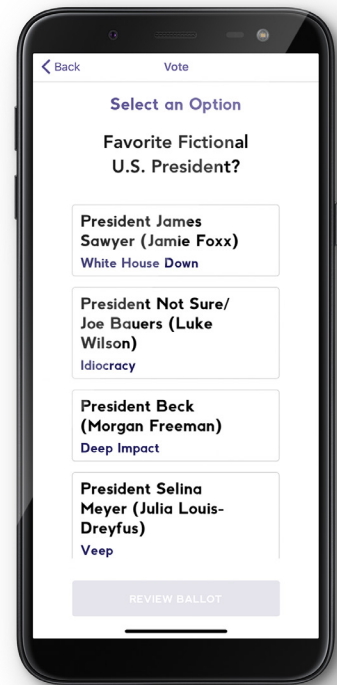 Back
Vote
Select an Option
Favorite Fictional
U.S. President?
President James
Sawyer (Jamie Foxx)
White House Down
President Not Sure/
Joe Bauers (Luke
Wilson)
Idiocracy
President Beck
(Morgan Freeman)
Deep Impact
President Selina
Meyer (Julia Louis-
Dreyfus)
Veep
REVIEW BALLOT